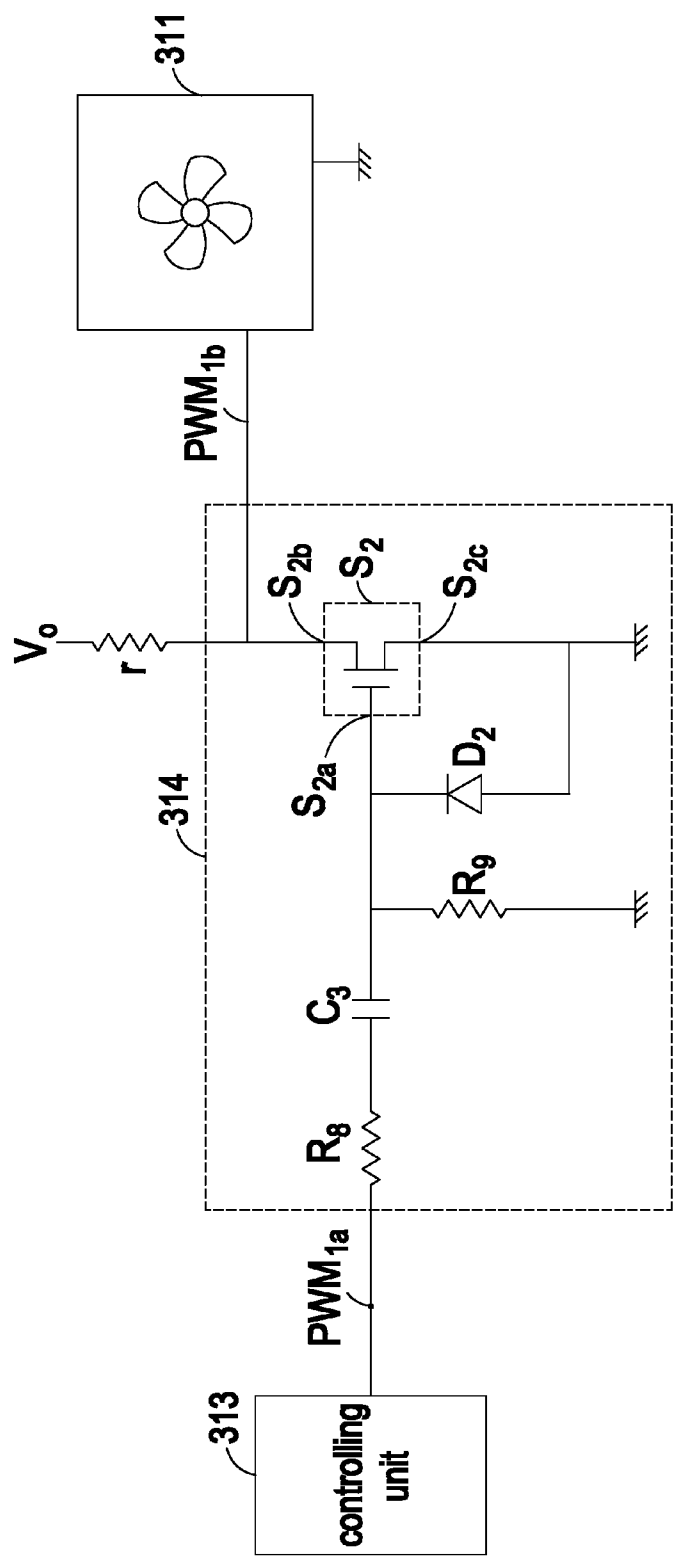 311
PWM1b
Vo
r
S2b
S2
S2c
S2a
314
D2
R9
C3
R8
PWM1a
313
controlling
unit